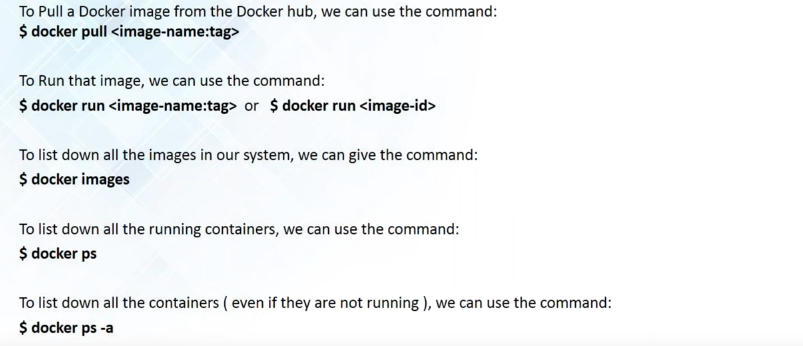 To Pull a Docker image from the Docker hub, we can use the command:
$ docker pull <image-name:tag>
To Run that image, we can use the command:
$ docker run <image-name:tag> or $ docker run <image-id>
To list down all the images in our system, we can give the command:
$ docker images
To list down all the running containers, we can use the command:
$ docker ps
To list down all the containers ( even if they are not running ), we can use the command:
$ docker ps -a